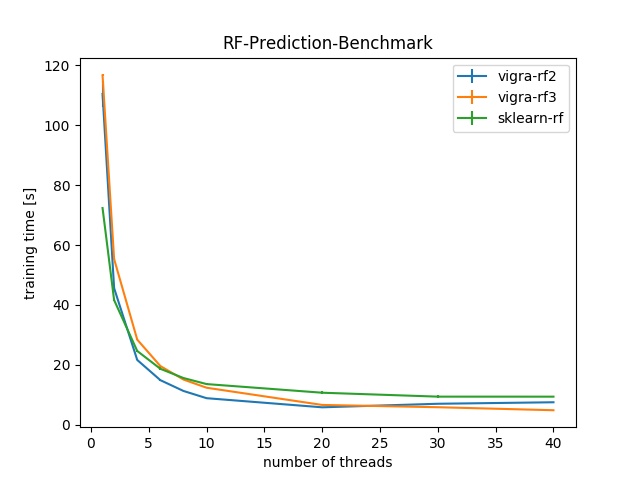 RF-Prediction-Benchmark
vigra-rf2
vigra-rf3
sklearn-rf
training time [s]
120
100
80
60
40
20
0
0 5 10 15 20 25 30 35 40
number of threads